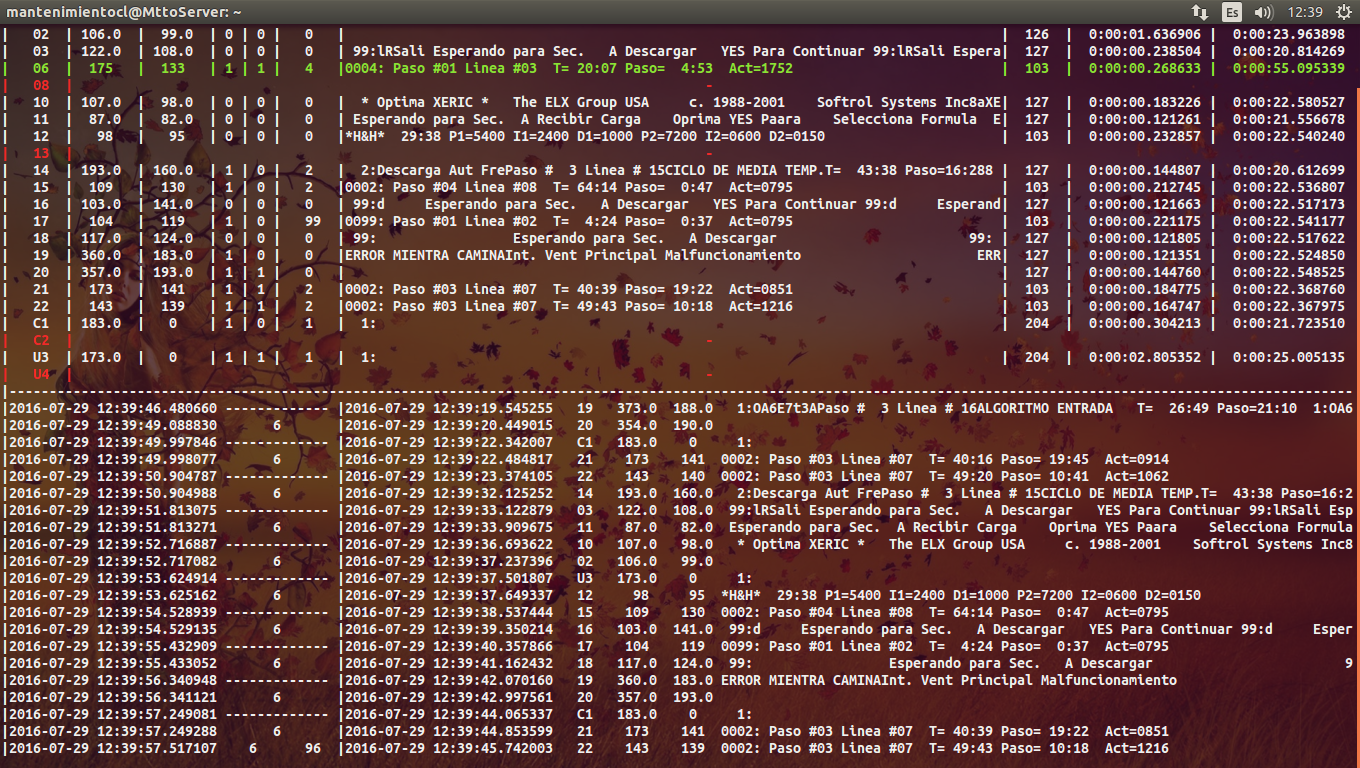 mantenimientocl@MttoServer: ~ Es 12:39
| 02 | 106.0 | 99.0 | 0 | 0 | 0 | | 126 | 0:00:01.636906 | 0:00:23.963898
| 03 | 122.0 | 108.0 | 0 | 0 | 0 | 99:lRSali Esperando para Sec. A Descargar YES Para Continuar 99:lRSali Espera| 127 | 0:00:00.238504 | 0:00:20.814269
| 06 | 175 | 133 | 1 | 1 | 4 |0004: Paso #01 Linea #03 T= 20:07 Paso= 4:53 Act=1752 | 103 | 0:00:00.268633 | 0:00:55.095339
| 08 | -
| 10 | 107.0 | 98.0 | 0 | 0 | 0 | * Optima XERIC * The ELX Group USA c. 1988-2001 Softrol Systems Inc8aXE| 127 | 0:00:00.183226 | 0:00:22.580527
| 11 | 87.0 | 82.0 | 0 | 0 | 0 | Esperando para Sec. A Recibir Carga Oprima YES Paara Selecciona Formula E| 127 | 0:00:00.121261 | 0:00:21.556678
| 12 | 98 | 95 | 0 | 0 | 0 |*H&H* 29:38 P1=5400 I1=2400 D1=1000 P2=7200 I2=0600 D2=0150 | 103 | 0:00:00.232857 | 0:00:22.540240
| 13 | -
| 14 | 193.0 | 160.0 | 1 | 0 | 2 | 2:Descarga Aut FrePaso # 3 Linea # 15CICLO DE MEDIA TEMP.T= 43:38 Paso=16:288 | 127 | 0:00:00.144807 | 0:00:20.612699
| 15 | 109 | 130 | 1 | 0 | 2 |0002: Paso #04 Linea #08 T= 64:14 Paso= 0:47 Act=0795 | 103 | 0:00:00.212745 | 0:00:22.536807
| 16 | 103.0 | 141.0 | 0 | 0 | 0 | 99:d Esperando para Sec. A Descargar YES Para Continuar 99:d Esperand| 127 | 0:00:00.121663 | 0:00:22.517173
| 17 | 104 | 119 | 1 | 0 | 99 |0099: Paso #01 Linea #02 T= 4:24 Paso= 0:37 Act=0795 | 103 | 0:00:00.221175 | 0:00:22.541177
| 18 | 117.0 | 124.0 | 0 | 0 | 0 | 99: Esperando para Sec. A Descargar 99: | 127 | 0:00:00.121805 | 0:00:22.517622
| 19 | 360.0 | 183.0 | 1 | 0 | 0 |ERROR MIENTRA CAMINAInt. Vent Principal Malfuncionamiento ERR| 127 | 0:00:00.121351 | 0:00:22.524850
| 20 | 357.0 | 193.0 | 1 | 1 | 0 | | 127 | 0:00:00.144760 | 0:00:22.548525
| 21 | 173 | 141 | 1 | 1 | 2 |0002: Paso #03 Linea #07 T= 40:39 Paso= 19:22 Act=0851 | 103 | 0:00:00.184775 | 0:00:22.368760
| 22 | 143 | 139 | 1 | 1 | 2 |0002: Paso #03 Linea #07 T= 49:43 Paso= 10:18 Act=1216 | 103 | 0:00:00.164747 | 0:00:22.367975
| C1 | 183.0 | 0 | 1 | 0 | 1 | 1: | 204 | 0:00:00.304213 | 0:00:21.723510
| C2 | -
| U3 | 173.0 | 0 | 1 | 1 | 1 | 1: | 204 | 0:00:02.805352 | 0:00:25.005135
| U4 | -
|------------------------------------------------------------------------------------------------------------------------
|2016-07-29 12:39:46.480660 ------------- |2016-07-29 12:39:19.545255 19 373.0 188.0 1:OA6E7t3APaso # 3 Linea # 16ALGORITMO ENTRADA T= 26:49 Paso=21:10 1:OA6
|2016-07-29 12:39:49.088830 6 |2016-07-29 12:39:20.449015 20 354.0 190.0
|2016-07-29 12:39:49.997846 ------------- |2016-07-29 12:39:22.342007 C1 183.0 0 1:
|2016-07-29 12:39:49.998077 6 |2016-07-29 12:39:22.484817 21 173 141 0002: Paso #03 Linea #07 T= 40:16 Paso= 19:45 Act=0914
|2016-07-29 12:39:50.904787 ------------- |2016-07-29 12:39:23.374105 22 143 140 0002: Paso #03 Linea #07 T= 49:20 Paso= 10:41 Act=1062
|2016-07-29 12:39:50.904988 6 |2016-07-29 12:39:32.125252 14 193.0 160.0 2:Descarga Aut FrePaso # 3 Linea # 15CICLO DE MEDIA TEMP.T= 43:38 Paso=16:2
|2016-07-29 12:39:51.813075 ------------- |2016-07-29 12:39:33.122879 03 122.0 108.0 99:lRSali Esperando para Sec. A Descargar YES Para Continuar 99:lRSali Esp
|2016-07-29 12:39:51.813271 6 |2016-07-29 12:39:33.909675 11 87.0 82.0 Esperando para Sec. A Recibir Carga Oprima YES Paara Selecciona Formula
|2016-07-29 12:39:52.716887 ------------- |2016-07-29 12:39:36.693622 10 107.0 98.0 * Optima XERIC * The ELX Group USA c. 1988-2001 Softrol Systems Inc8
|2016-07-29 12:39:52.717082 6 |2016-07-29 12:39:37.237396 02 106.0 99.0
|2016-07-29 12:39:53.624914 ------------- |2016-07-29 12:39:37.501807 U3 173.0 0 1:
|2016-07-29 12:39:53.625162 6 |2016-07-29 12:39:37.649337 12 98 95 *H&H* 29:38 P1=5400 I1=2400 D1=1000 P2=7200 I2=0600 D2=0150
|2016-07-29 12:39:54.528939 ------------- |2016-07-29 12:39:38.537444 15 109 130 0002: Paso #04 Linea #08 T= 64:14 Paso= 0:47 Act=0795
|2016-07-29 12:39:54.529135 6 |2016-07-29 12:39:39.350214 16 103.0 141.0 99:d Esperando para Sec. A Descargar YES Para Continuar 99:d Esper
|2016-07-29 12:39:55.432909 ------------- |2016-07-29 12:39:40.357866 17 104 119 0099: Paso #01 Linea #02 T= 4:24 Paso= 0:37 Act=0795
|2016-07-29 12:39:55.433052 6 |2016-07-29 12:39:41.162432 18 117.0 124.0 99: Esperando para Sec. A Descargar 9
|2016-07-29 12:39:56.340948 ------------- |2016-07-29 12:39:42.070160 19 360.0 183.0 ERROR MIENTRA CAMINAInt. Vent Principal Malfuncionamiento
|2016-07-29 12:39:56.341121 6 |2016-07-29 12:39:42.997561 20 357.0 193.0
|2016-07-29 12:39:57.249081 ------------- |2016-07-29 12:39:44.065337 C1 183.0 0 1:
|2016-07-29 12:39:57.249288 6 |2016-07-29 12:39:44.853599 21 173 141 0002: Paso #03 Linea #07 T= 40:39 Paso= 19:22 Act=0851
|2016-07-29 12:39:57.517107 6 96 |2016-07-29 12:39:45.742003 22 143 139 0002: Paso #03 Linea #07 T= 49:43 Paso= 10:18 Act=1216